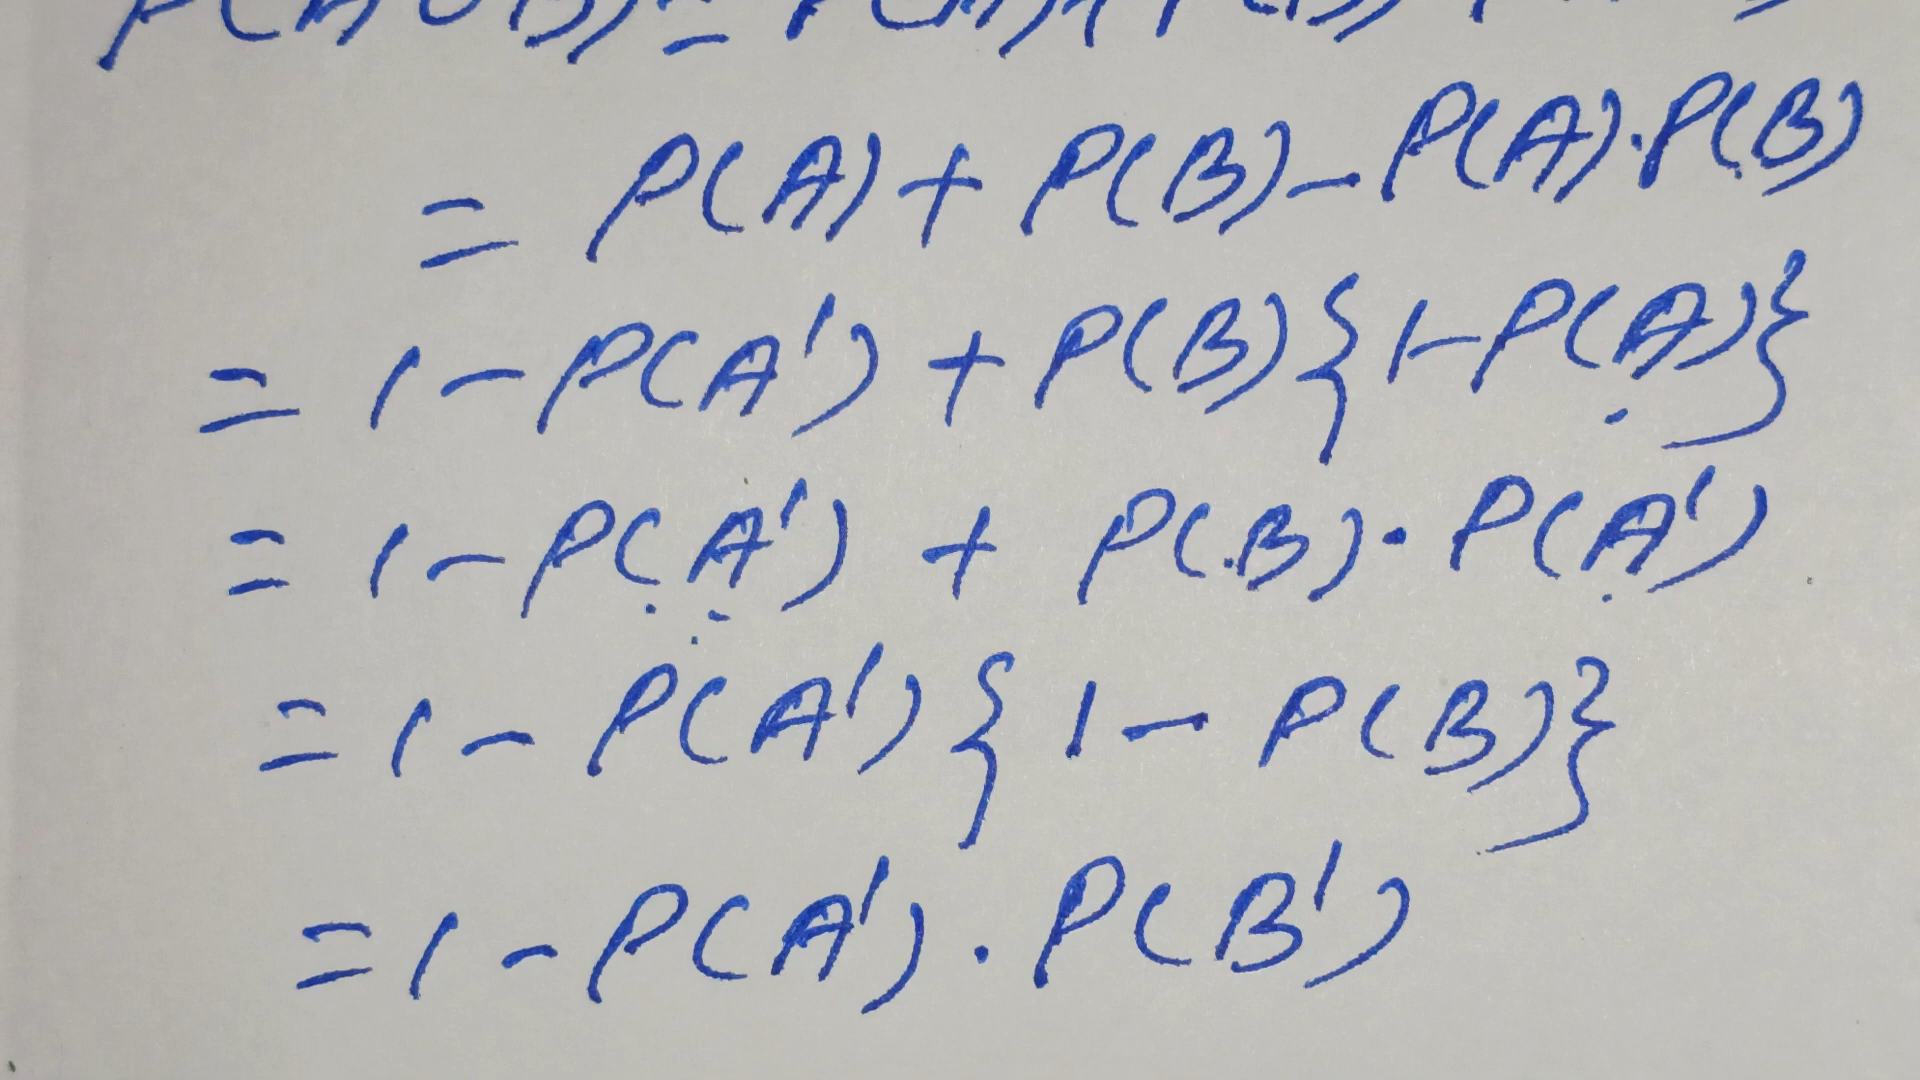 P(A∪B) = P(A) + P(B)
= P(A) + P(B) - P(A).P(B)
= 1 - P(A') + P(B){1 - P(A)}
= 1 - P(A') + P(B). P(A')
= 1 - P(A'){1 - P(B)}
= 1 - P(A') . P(B')